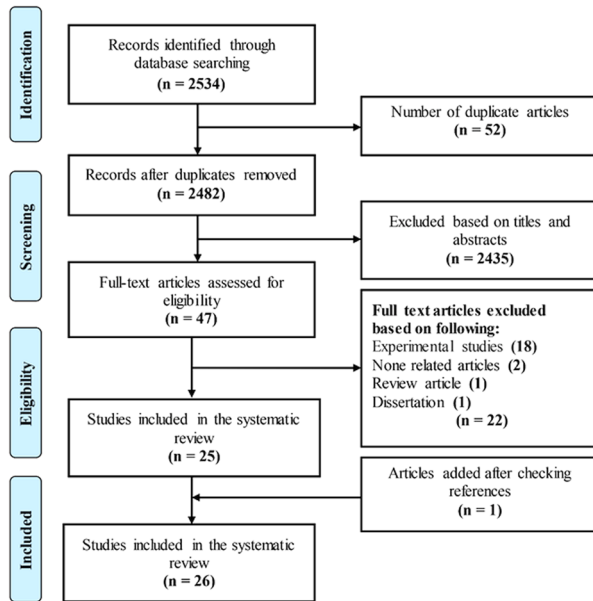 Identification
Records identified through
database searching
(n = 2534)
Number of duplicate articles
(n = 52)
Screening
Records after duplicates removed
(n = 2482)
Excluded based on titles and
abstracts
(n = 2435)
Full-text articles assessed for
eligibility
(n = 47)
Eligibility
Full text articles excluded
based on following:
Experimental studies (18)
None related articles (2)
Review article (1)
Dissertation (1)
(n = 22)
Studies included in the systematic
review
(n = 25)
Included
Articles added after checking
references
(n = 1)
Studies included in the systematic
review
(n = 26)